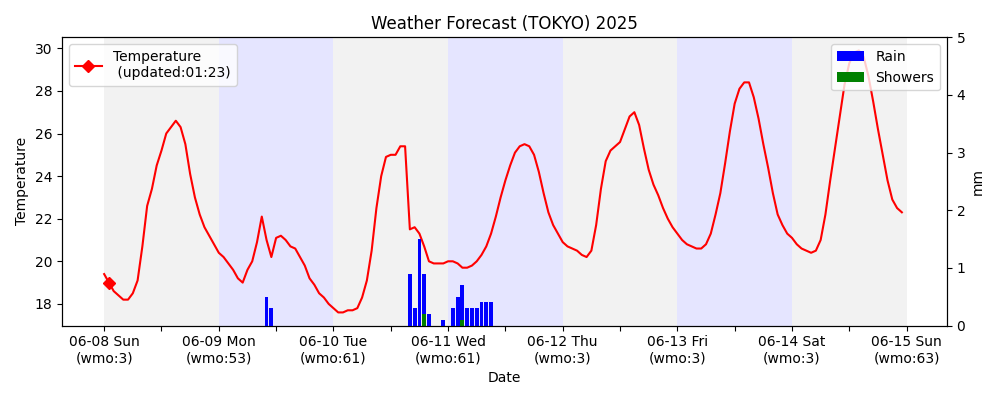 Weather Forecast (TOKYO) 2025
Temperature
(updated:01:23)
Rain
Showers
30
28
26
24
22
20
18
Temperature
5
4
3
2
1
0
mm
06-08 Sun
(wmo:3)
06-09 Mon
(wmo:53)
06-10 Tue
(wmo:61)
06-11 Wed
(wmo:61)
06-12 Thu
(wmo:3)
06-13 Fri
(wmo:3)
06-14 Sat
(wmo:3)
06-15 Sun
(wmo:63)
Date